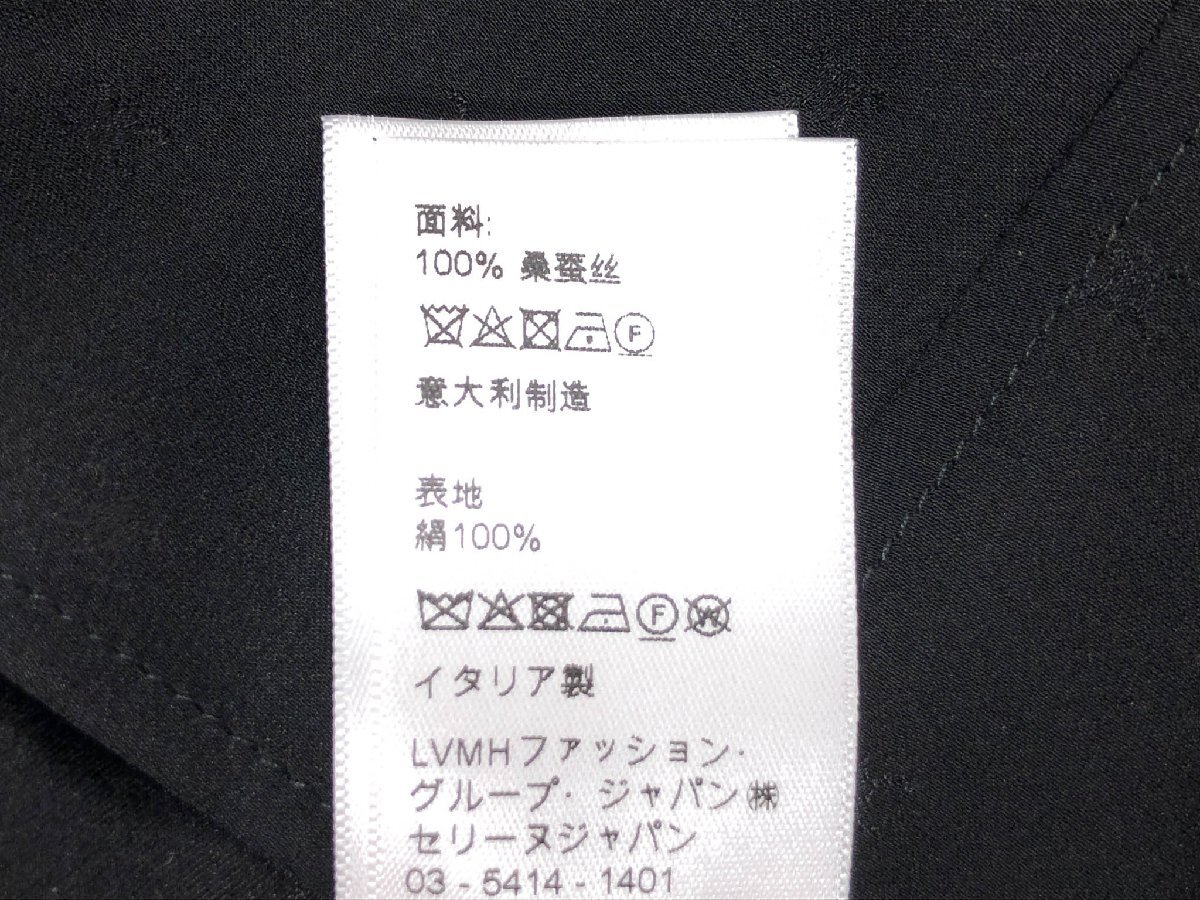 面料:
100% 桑蚕丝
F
意大利制造
表地
絹100%
F W
イタリア製
LVMHファッション・
グループ・ジャパン㈱
セリーヌジャパン
03 - 5414 - 1401